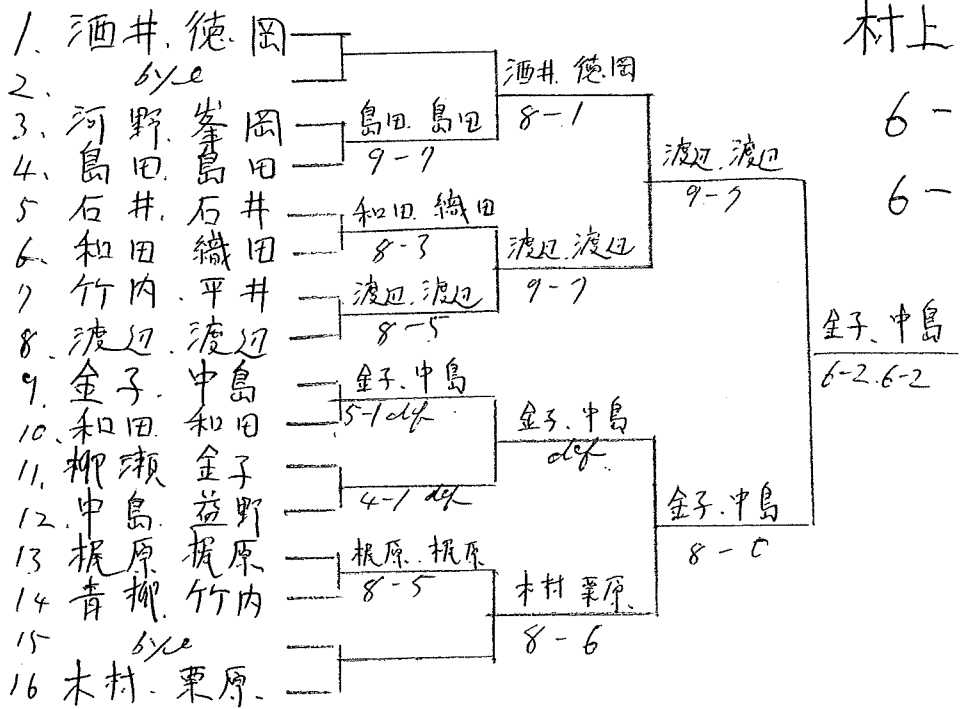 1. 酒井. 徳岡
2. bye
3. 河野. 峯岡
4. 島田. 島田
5 石井. 石井
6. 和田 織田
7 竹内. 平井
8. 渡辺. 渡辺
9. 金子. 中島
10. 和田. 和田
11. 柳瀬 金子
12. 中島. 益野
13 梶原 梶原
14 青柳. 竹内
15 bye
16 木村. 栗原.
島田. 島田
9-7
和田. 織田
8-3
渡辺. 渡辺
8-5
金子. 中島
5-1 def.
4-1 def
梶原. 梶原
8-5
酒井. 徳岡
8-1
渡辺. 渡辺
9-7
金子. 中島
def.
木村 栗原.
8-6
渡辺. 渡辺
9-7
金子. 中島
8-0
金子. 中島
6-2. 6-2
村上
6-
6-